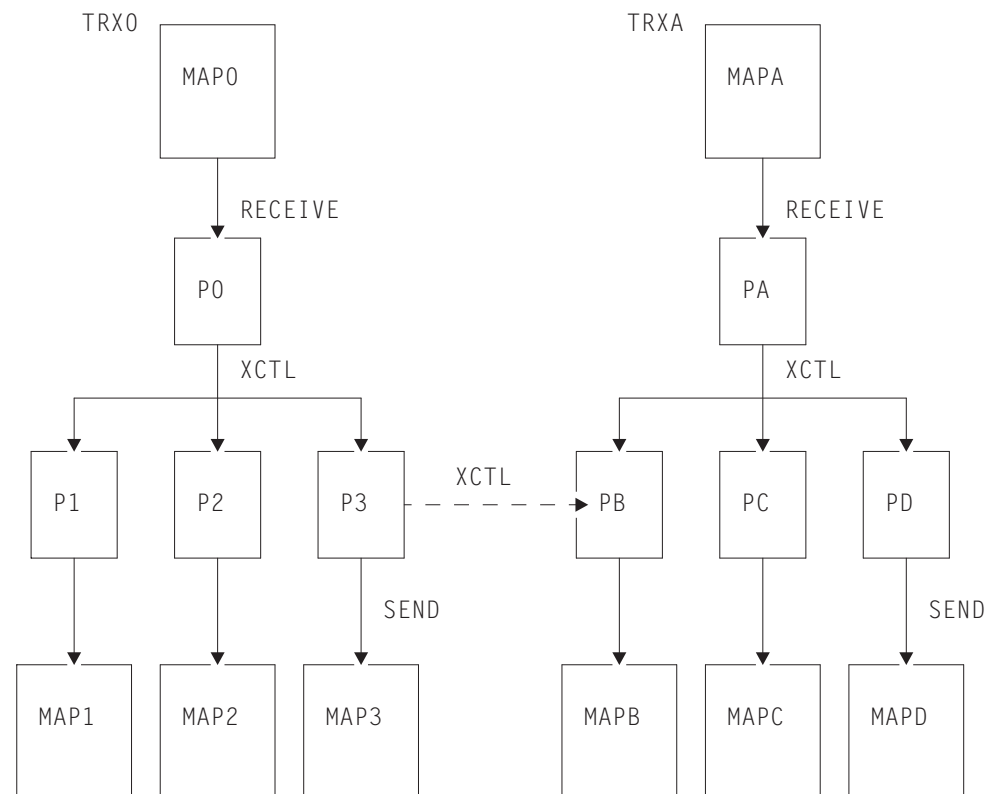 TRX0
TRXA
MAP0
MAPA
RECEIVE
RECEIVE
P0
PA
XCTL
XCTL
P1
P2
P3
XCTL
PB
PC
PD
SEND
SEND
MAP1
MAP2
MAP3
MAPB
MAPC
MAPD